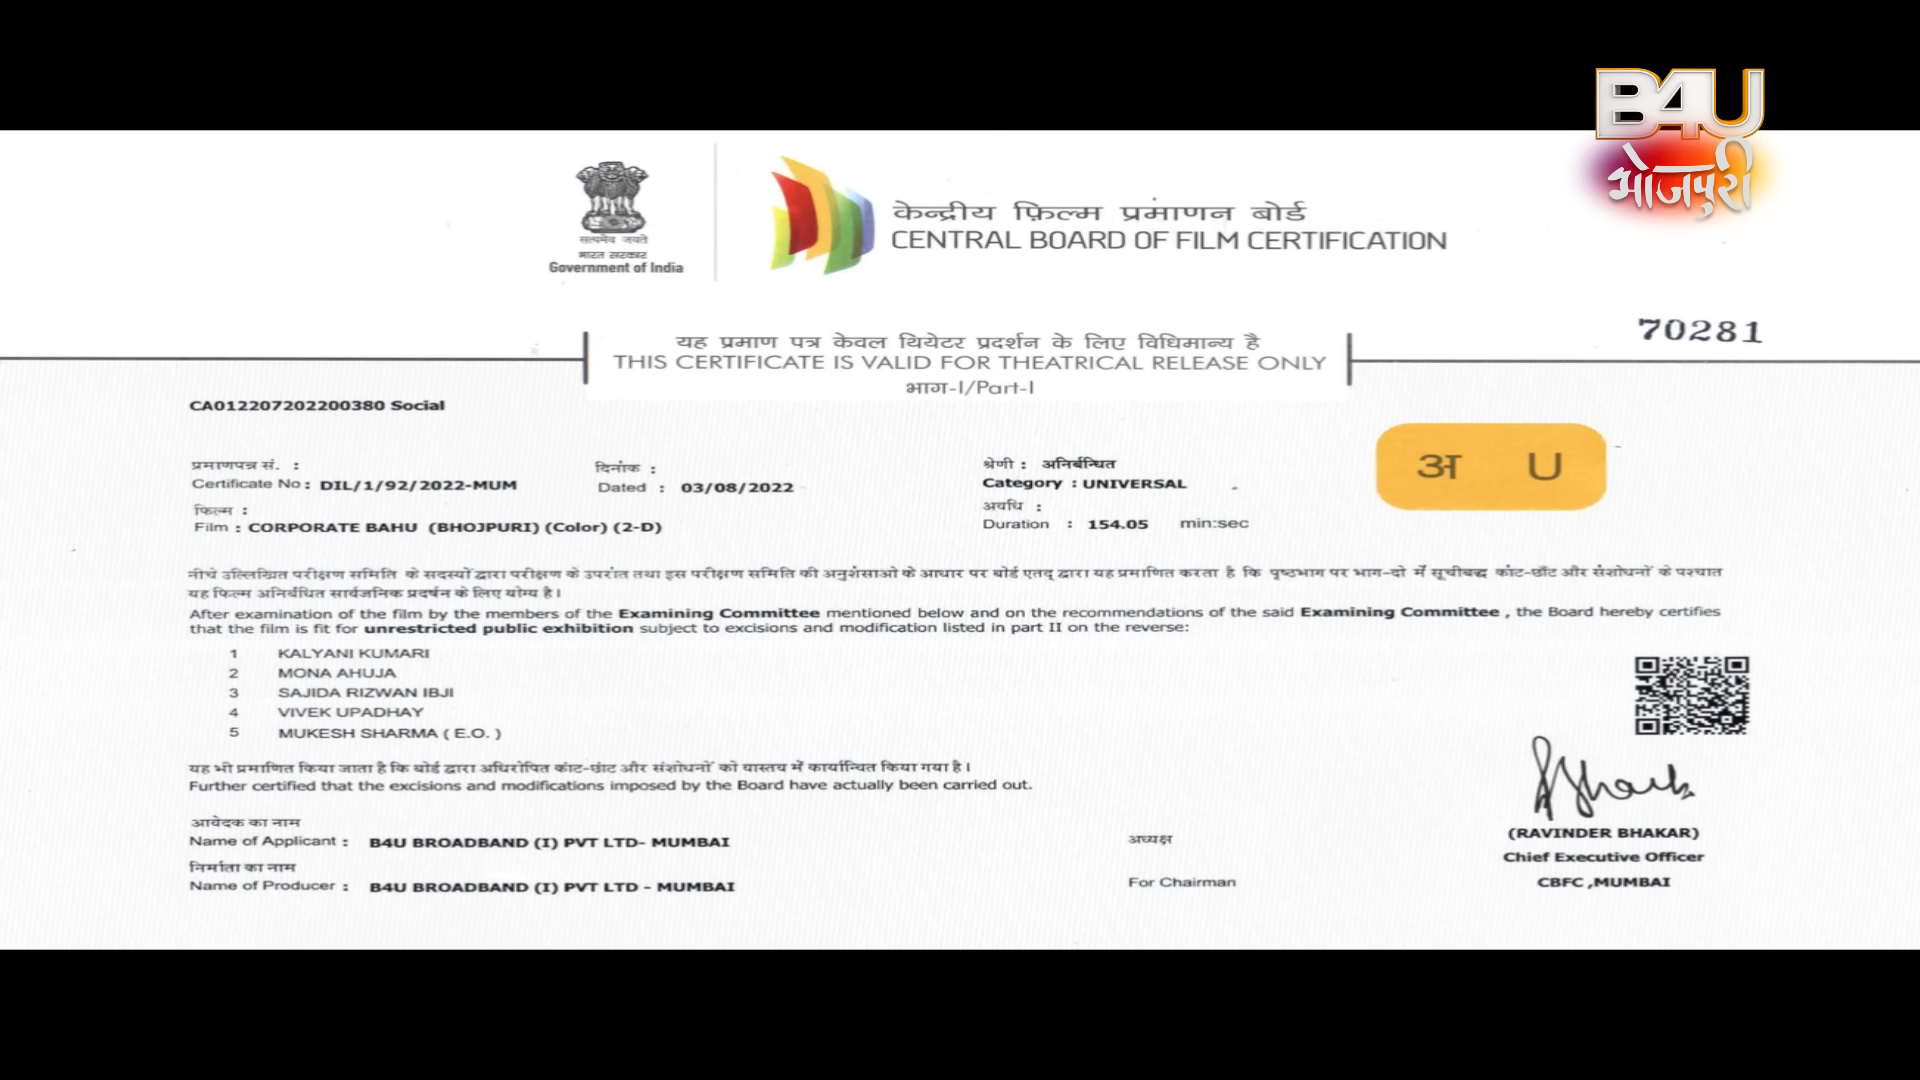 B4U
भोजपुरी
सत्यमेव जयते
भारत सरकार
Government of India
केन्द्रीय फ़िल्म प्रमाणन बोर्ड
CENTRAL BOARD OF FILM CERTIFICATION
70281
यह प्रमाण पत्र केवल थियेटर प्रदर्शन के लिए विधिमान्य है
THIS CERTIFICATE IS VALID FOR THEATRICAL RELEASE ONLY
भाग-I/Part-I
CA012207202200380 Social
अ U
प्रमाणपत्र सं. :
Certificate No : DIL/1/92/2022-MUM
दिनांक :
Dated : 03/08/2022
श्रेणी : अनिर्बन्धित
Category : UNIVERSAL
फिल्म :
Film : CORPORATE BAHU (BHOJPURI) (Color) (2-D)
अवधि :
Duration : 154.05 min:sec
नीचे उल्लिखित परीक्षण समिति के सदस्यों द्वारा परीक्षण के उपरांत तथा इस परीक्षण समिति की अनुशंसाओ के आधार पर बोर्ड एतद् द्वारा यह प्रमाणित करता है कि पृष्ठभाग पर भाग-दो में सूचीबद्ध कांट-छाँट और संशोधनों के पश्चात
यह फिल्म अनिर्बंधित सार्वजनिक प्रदर्षन के लिए योग्य है।
After examination of the film by the members of the Examining Committee mentioned below and on the recommendations of the said Examining Committee , the Board hereby certifies
that the film is fit for unrestricted public exhibition subject to excisions and modification listed in part II on the reverse:
1 KALYANI KUMARI
2 MONA AHUJA
3 SAJIDA RIZWAN IBJI
4 VIVEK UPADHAY
5 MUKESH SHARMA ( E.O. )
यह भी प्रमाणित किया जाता है कि बोर्ड द्वारा अधिरोपित कांट-छांट और संशोधनों को वास्तव में कार्यान्वित किया गया है।
Further certified that the excisions and modifications imposed by the Board have actually been carried out.
आवेदक का नाम
Name of Applicant : B4U BROADBAND (I) PVT LTD- MUMBAI
निर्माता का नाम
Name of Producer : B4U BROADBAND (I) PVT LTD - MUMBAI
अध्यक्ष
For Chairman
(RAVINDER BHAKAR)
Chief Executive Officer
CBFC ,MUMBAI